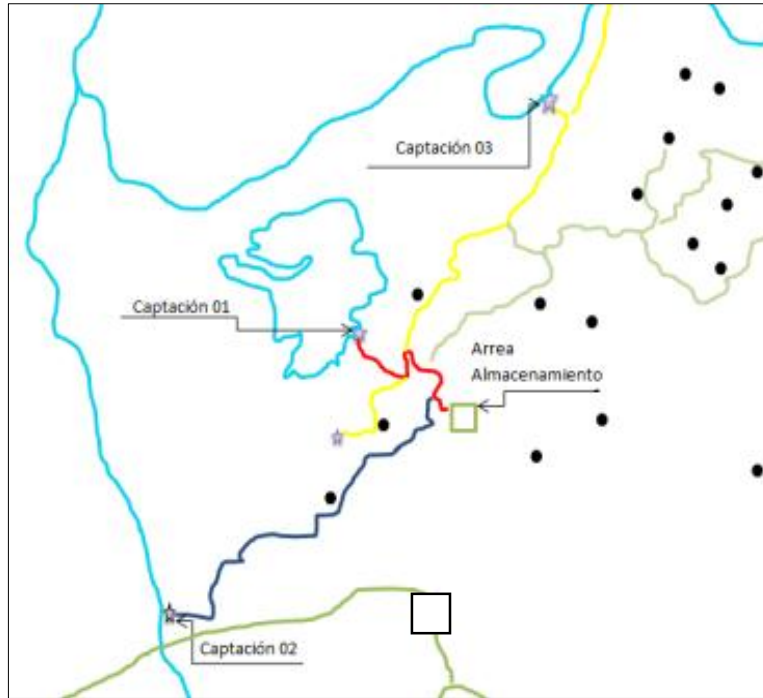 Captación 03
Captación 01
Arrea
Almacenamiento
Captación 02